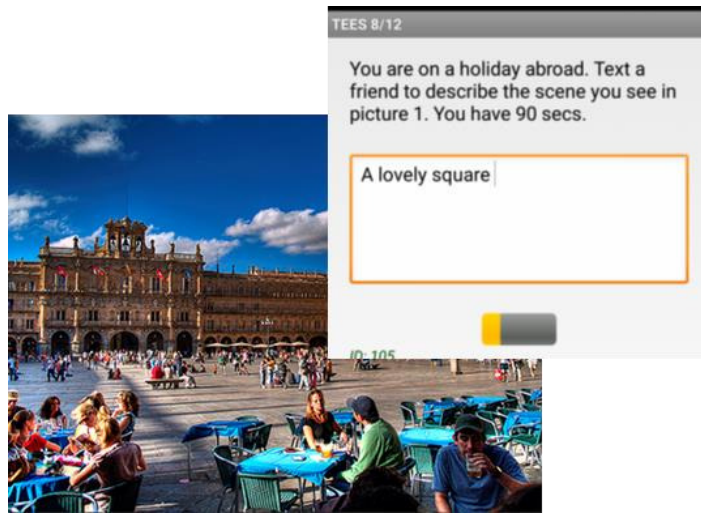 TEES 8/12
You are on a holiday abroad. Text a
friend to describe the scene you see in
picture 1. You have 90 secs.
A lovely square
ID: 105